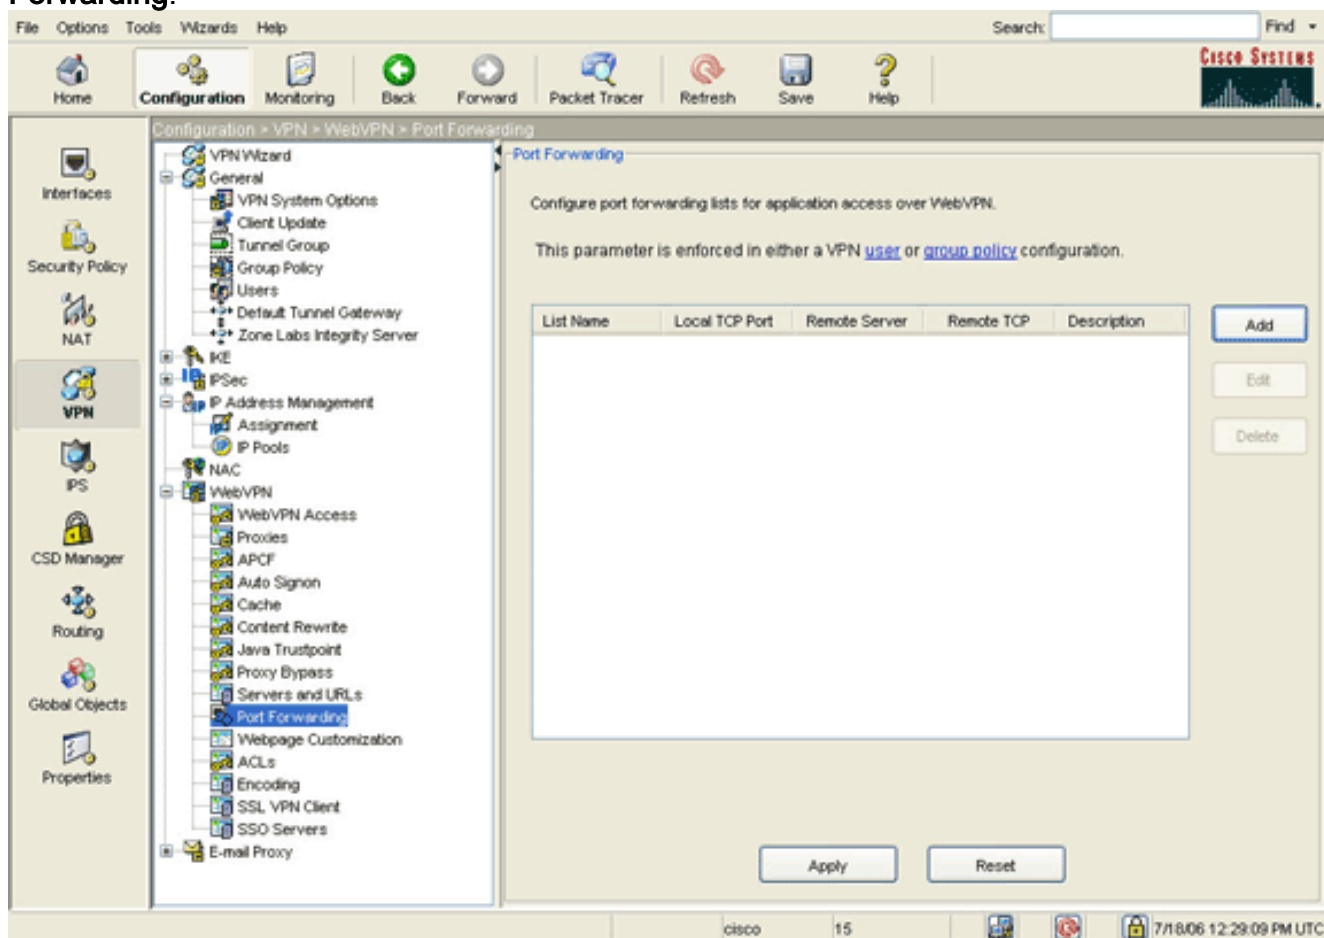 Forwarding.
File Options Tools Wizards Help Search: Find
Home Configuration Monitoring Back Forward Packet Tracer Refresh Save Help
CISCO SYSTEMS
Configuration > VPN > WebVPN > Port Forwarding
Interfaces
Security Policy
NAT
VPN
IPS
CSD Manager
Routing
Global Objects
Properties
VPN Wizard
General
VPN System Options
Client Update
Tunnel Group
Group Policy
Users
Default Tunnel Gateway
Zone Labs Integrity Server
IKE
IPSec
IP Address Management
Assignment
IP Pools
NAC
WebVPN
WebVPN Access
Proxies
APCF
Auto Signon
Cache
Content Rewrite
Java Trustpoint
Proxy Bypass
Servers and URLs
Port Forwarding
Webpage Customization
ACLs
Encoding
SSL VPN Client
SSO Servers
E-mail Proxy
Port Forwarding
Configure port forwarding lists for application access over WebVPN.
This parameter is enforced in either a VPN user or group policy configuration.
List Name Local TCP Port Remote Server Remote TCP Description
Add
Edit
Delete
Apply Reset
cisco 15 7/18/06 12:29:09 PM UTC